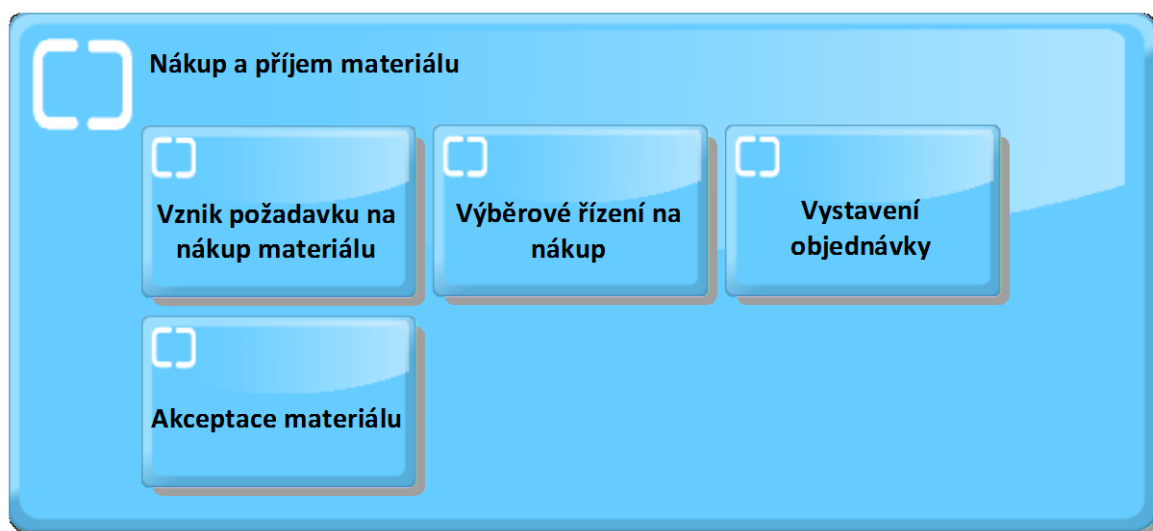 Nákup a příjem materiálu
Vznik požadavku na
nákup materiálu
Výběrové řízení na
nákup
Vystavení
objednávky
Akceptace materiálu